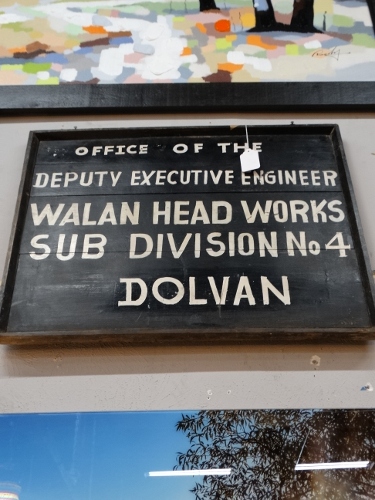 OFFICE OF THE
DEPUTY EXECUTIVE ENGINEER
WALAN HEAD WORKS
SUB DIVISION No 4
DOLVAN